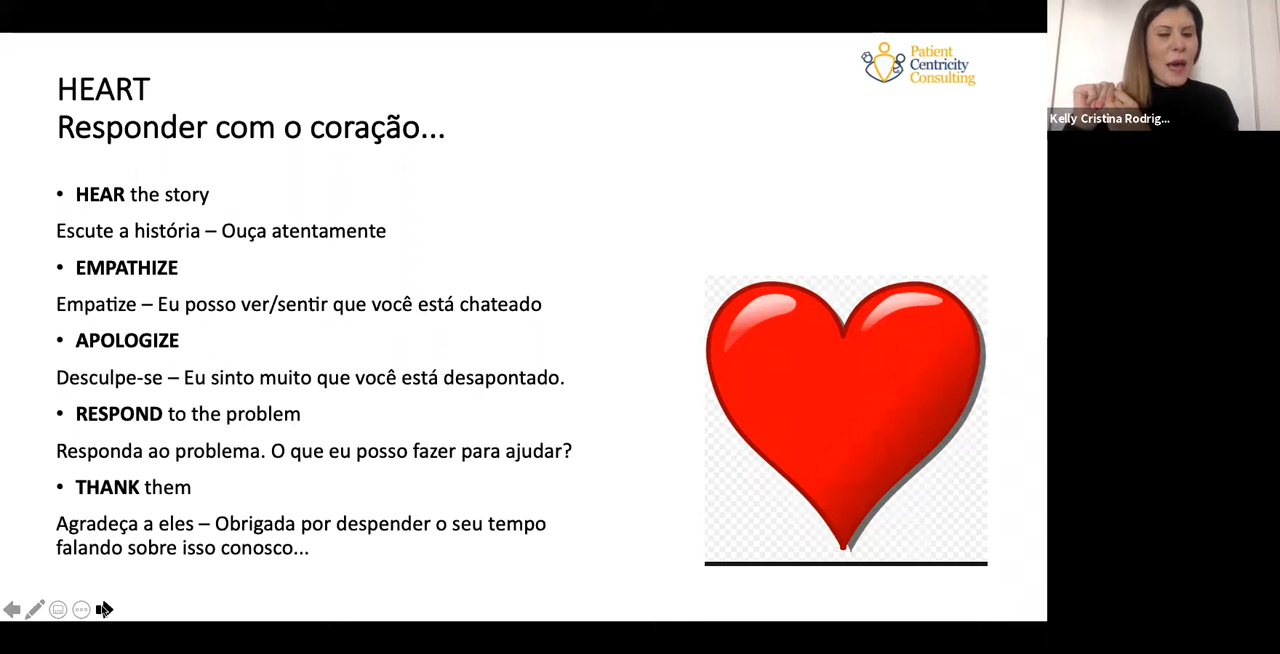 Patient
Centricity
Consulting
Kelly Cristina Rodrig...
HEART
Responder com o coração...
• HEAR the story
Escute a história – Ouça atentamente
• EMPATHIZE
Empatize – Eu posso ver/sentir que você está chateado
• APOLOGIZE
Desculpe-se – Eu sinto muito que você está desapontado.
• RESPOND to the problem
Responda ao problema. O que eu posso fazer para ajudar?
• THANK them
Agradeça a eles – Obrigada por despender o seu tempo
falando sobre isso conosco...